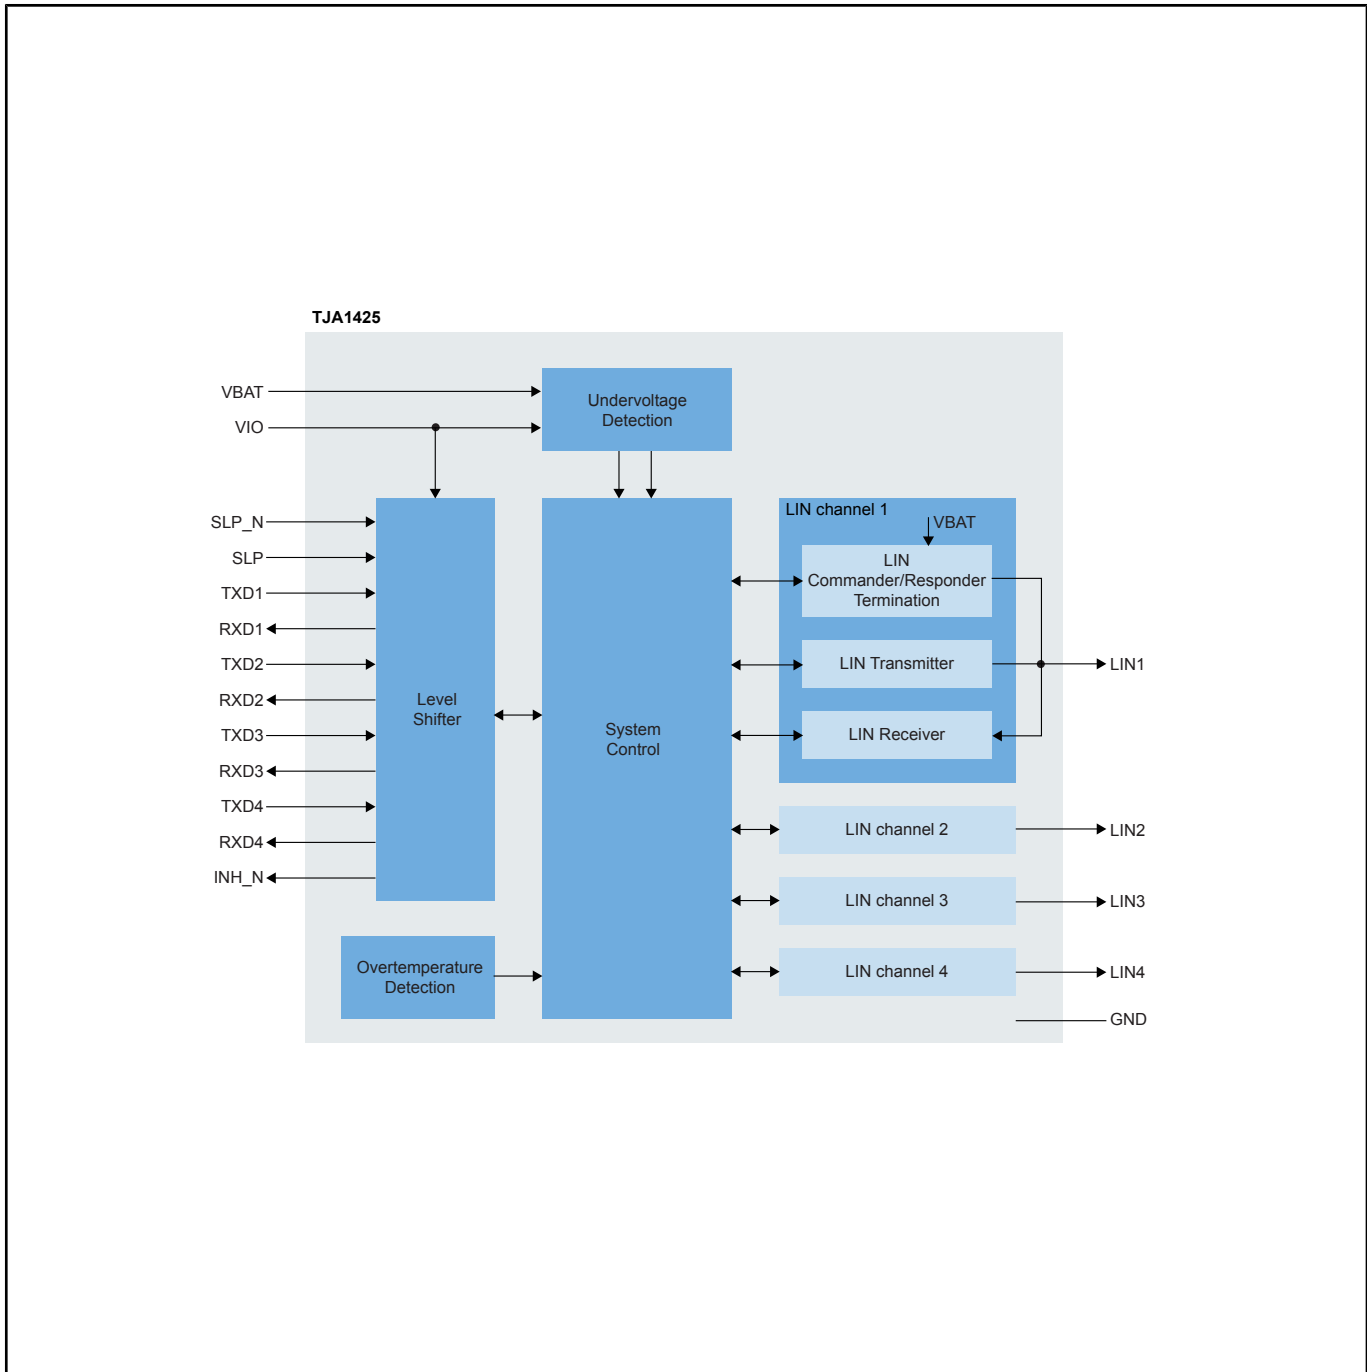 TJA1425
VBAT
VIO
Undervoltage
Detection
SLP_N
SLP
TXD1
RXD1
TXD2
RXD2
TXD3
RXD3
TXD4
RXD4
INH_N
Level
Shifter
Overtemperature
Detection
System
Control
LIN channel 1
VBAT
LIN
Commander/Responder
Termination
LIN Transmitter
LIN Receiver
LIN channel 2
LIN channel 3
LIN channel 4
LIN1
LIN2
LIN3
LIN4
GND